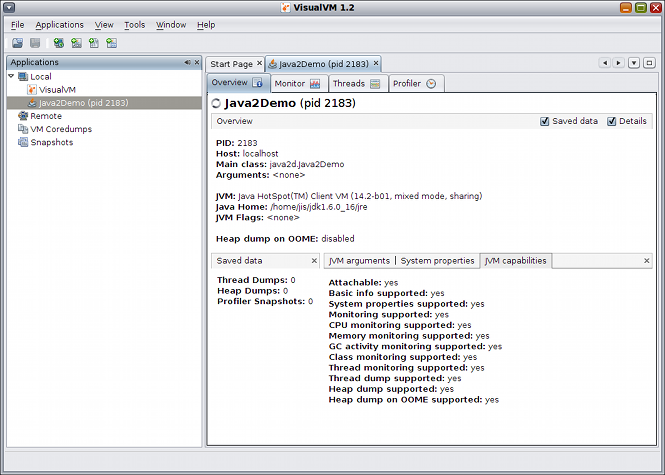 VisualVM 1.2
File Applications View Tools Window Help
Applications
Local
VisualVM
Java2Demo (pid 2183)
Remote
VM Coredumps
Snapshots
Start Page Java2Demo (pid 2183)
Overview Monitor Threads Profiler
Java2Demo (pid 2183)
Overview Saved data Details
PID: 2183
Host: localhost
Main class: java2d.Java2Demo
Arguments: <none>
JVM: Java HotSpot(TM) Client VM (14.2-b01, mixed mode, sharing)
Java Home: /home/jis/jdk1.6.0_16/jre
JVM Flags: <none>
Heap dump on OOME: disabled
Saved data
Thread Dumps: 0
Heap Dumps: 0
Profiler Snapshots: 0
JVM arguments System properties JVM capabilities
Attachable: yes
Basic info supported: yes
System properties supported: yes
Monitoring supported: yes
CPU monitoring supported: yes
Memory monitoring supported: yes
GC activity monitoring supported: yes
Class monitoring supported: yes
Thread monitoring supported: yes
Thread dump supported: yes
Heap dump supported: yes
Heap dump on OOME supported: yes